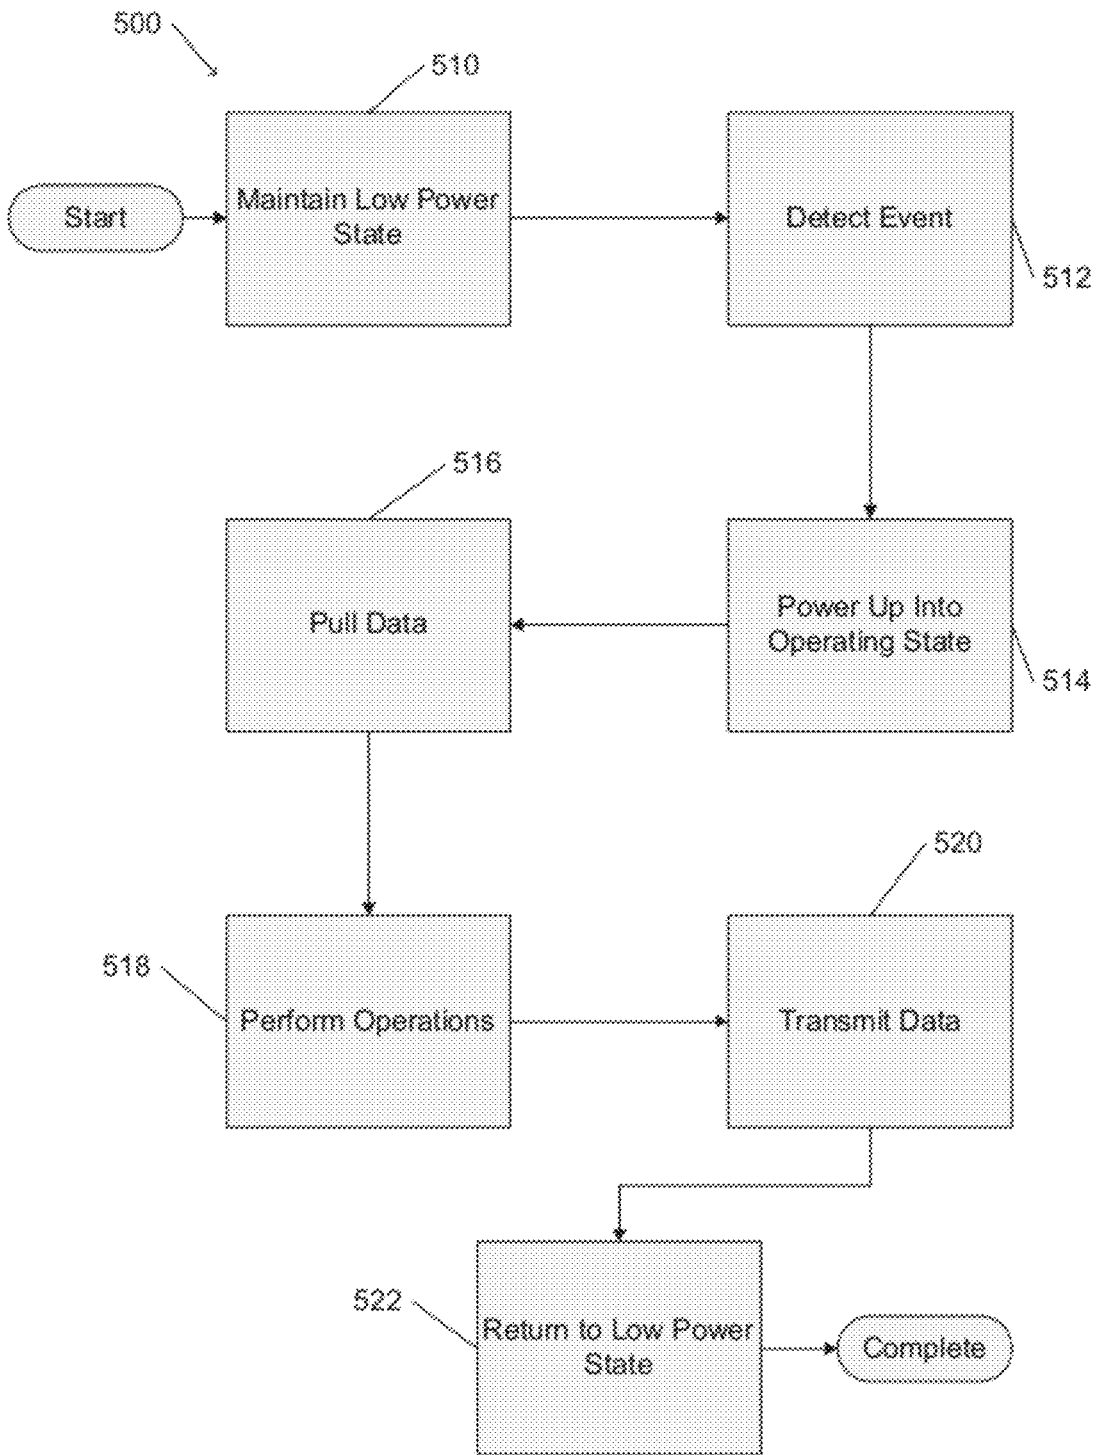 500
510
Start
Maintain Low Power
State
Detect Event
512
516
Pull Data
Power Up Into
Operating State
514
520
518
Perform Operations
Transmit Data
522
Return to Low Power
State
Complete